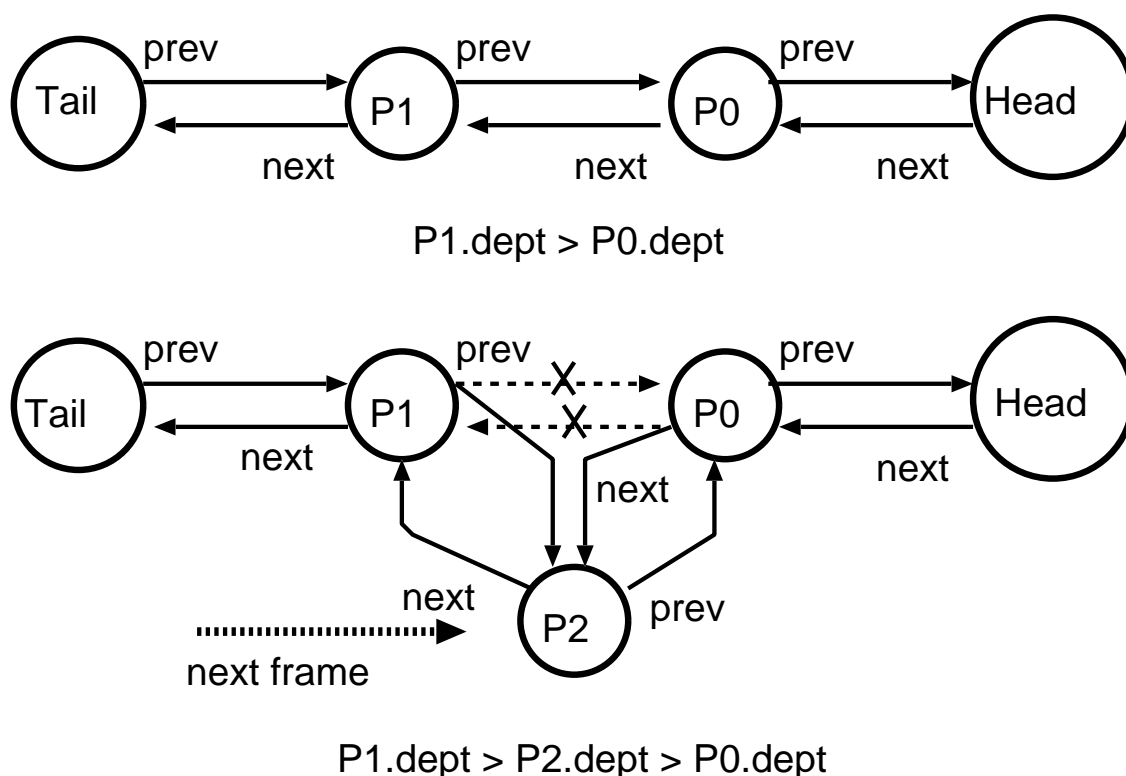 prev prev prev
Tail P1 P0 Head
next next next
P1.dept > P0.dept
prev prev prev
Tail P1 P0 Head
next next next
next P2 prev
next frame
P1.dept > P2.dept > P0.dept